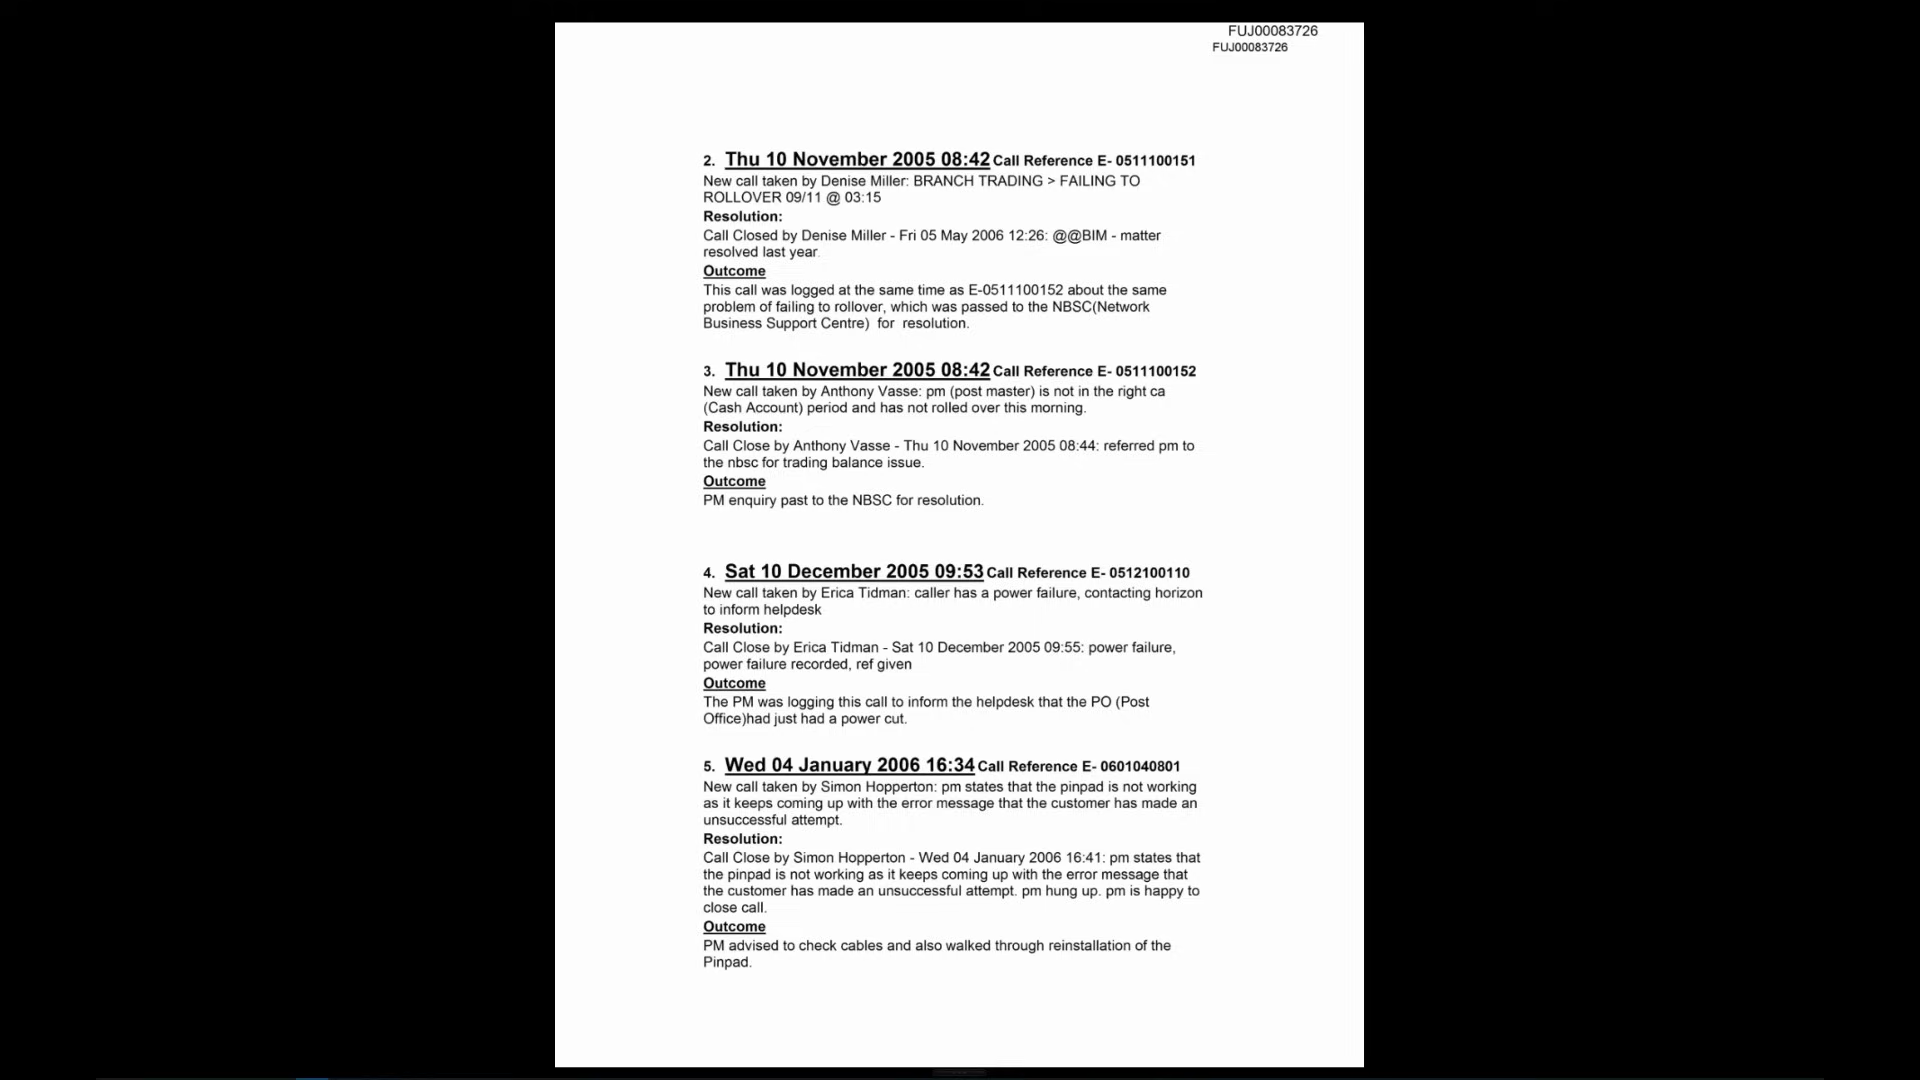 FUJ00083726
FUJ00083726
2. Thu 10 November 2005 08:42 Call Reference E- 0511100151
New call taken by Denise Miller: BRANCH TRADING > FAILING TO
ROLLOVER 09/11 @ 03:15
Resolution:
Call Closed by Denise Miller - Fri 05 May 2006 12:26: @@BIM - matter
resolved last year.
Outcome
This call was logged at the same time as E-0511100152 about the same
problem of failing to rollover, which was passed to the NBSC(Network
Business Support Centre) for resolution.
3. Thu 10 November 2005 08:42 Call Reference E- 0511100152
New call taken by Anthony Vasse: pm (post master) is not in the right ca
(Cash Account) period and has not rolled over this morning.
Resolution:
Call Close by Anthony Vasse - Thu 10 November 2005 08:44: referred pm to
the nbsc for trading balance issue.
Outcome
PM enquiry past to the NBSC for resolution.
4. Sat 10 December 2005 09:53 Call Reference E- 0512100110
New call taken by Erica Tidman: caller has a power failure, contacting horizon
to inform helpdesk
Resolution:
Call Close by Erica Tidman - Sat 10 December 2005 09:55: power failure,
power failure recorded, ref given
Outcome
The PM was logging this call to inform the helpdesk that the PO (Post
Office)had just had a power cut.
5. Wed 04 January 2006 16:34 Call Reference E- 0601040801
New call taken by Simon Hopperton: pm states that the pinpad is not working
as it keeps coming up with the error message that the customer has made an
unsuccessful attempt.
Resolution:
Call Close by Simon Hopperton - Wed 04 January 2006 16:41: pm states that
the pinpad is not working as it keeps coming up with the error message that
the customer has made an unsuccessful attempt. pm hung up. pm is happy to
close call.
Outcome
PM advised to check cables and also walked through reinstallation of the
Pinpad.